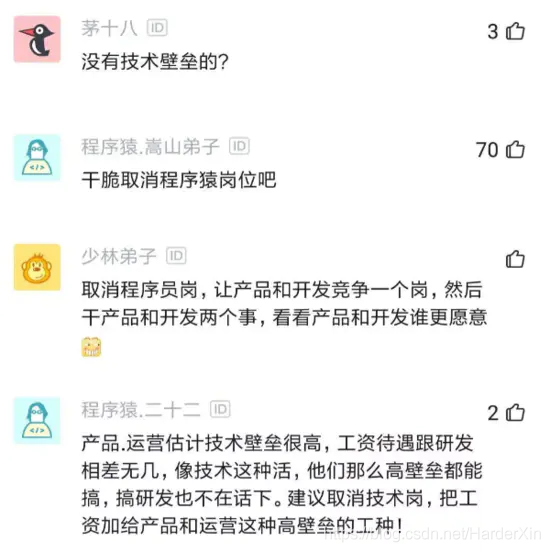 茅十八 ID
3
没有技术壁垒的?
程序猿.嵩山弟子 ID
70
干脆取消程序猿岗位吧
少林弟子 ID
取消程序员岗，让产品和开发竞争一个岗，然后
干产品和开发两个事，看看产品和开发谁更愿意
程序猿.二十二 ID
2
产品.运营估计技术壁垒很高，工资待遇跟研发
相差无几，像技术这种活，他们那么高壁垒都能
搞，搞研发也不在话下。建议取消技术岗，把工
资加给产品和运营这种高壁垒的工种！
https://blog.csdn.net/HarderXin